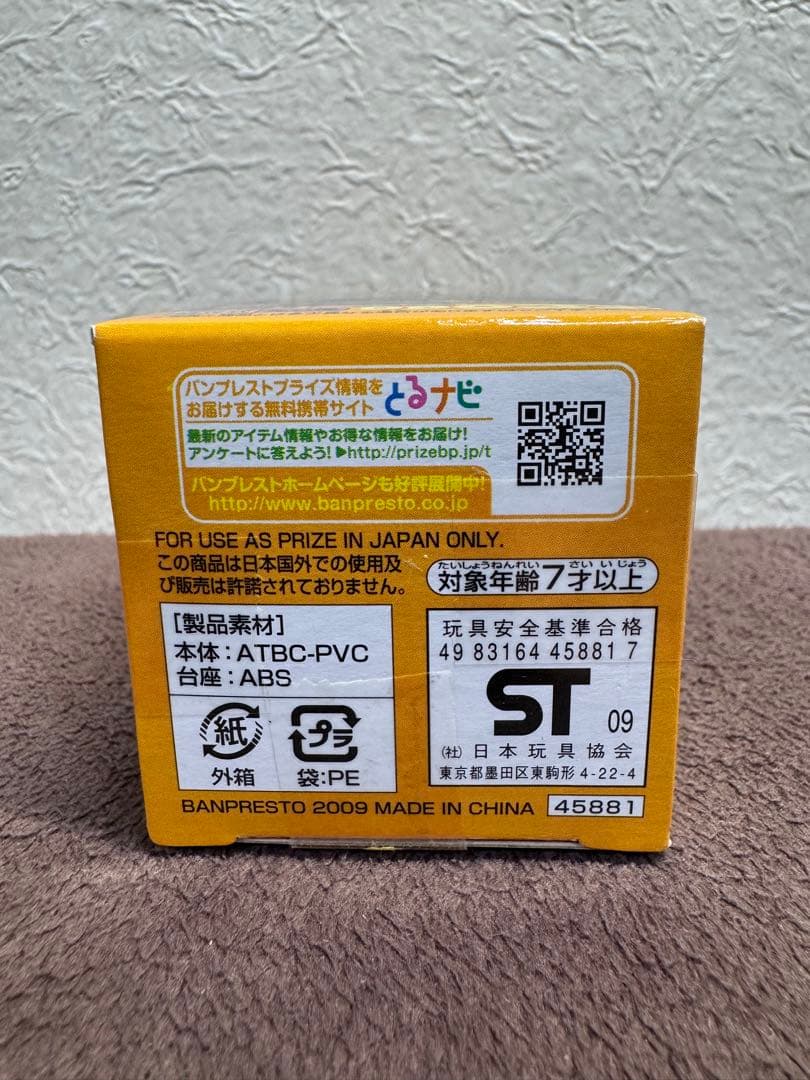 バンプレストプライズ情報を
お届けする無料携帯サイト とるナビ
最新のアイテム情報やお得な情報をお届け!
アンケートに答えよう!▶http://prizebp.jp/t
バンプレストホームページも好評展開中!
http://www.banpresto.co.jp
FOR USE AS PRIZE IN JAPAN ONLY.
この商品は日本国外での使用及
び販売は許諾されておりません。
たいしょうねんれい さい いじょう
対象年齢7才以上
[製品素材]
本体:ATBC-PVC
台座:ABS
紙
外箱
プラ
袋:PE
玩具安全基準合格
49 83164 45881 7
ST 09
(社)日本玩具協会
東京都墨田区東駒形4-22-4
BANPRESTO 2009 MADE IN CHINA 45881